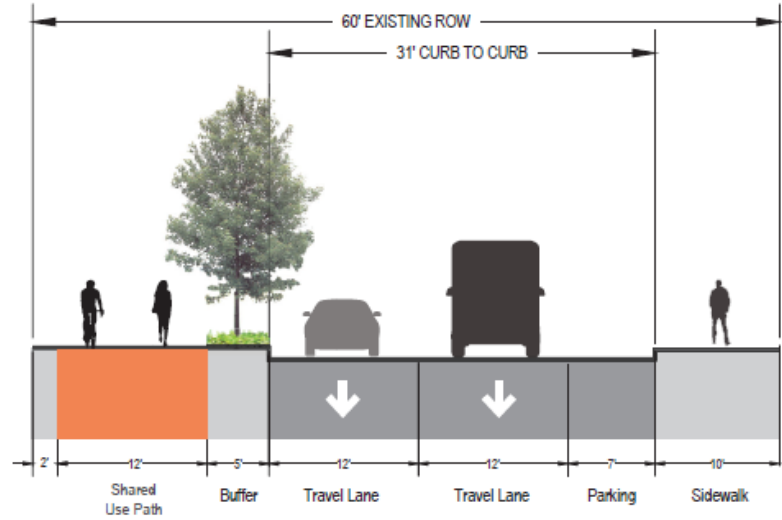 60' EXISTING ROW
31' CURB TO CURB
2' 12' 5' 12' 12' 7' 10'
Shared
Use Path
Buffer
Travel Lane
Travel Lane
Parking
Sidewalk